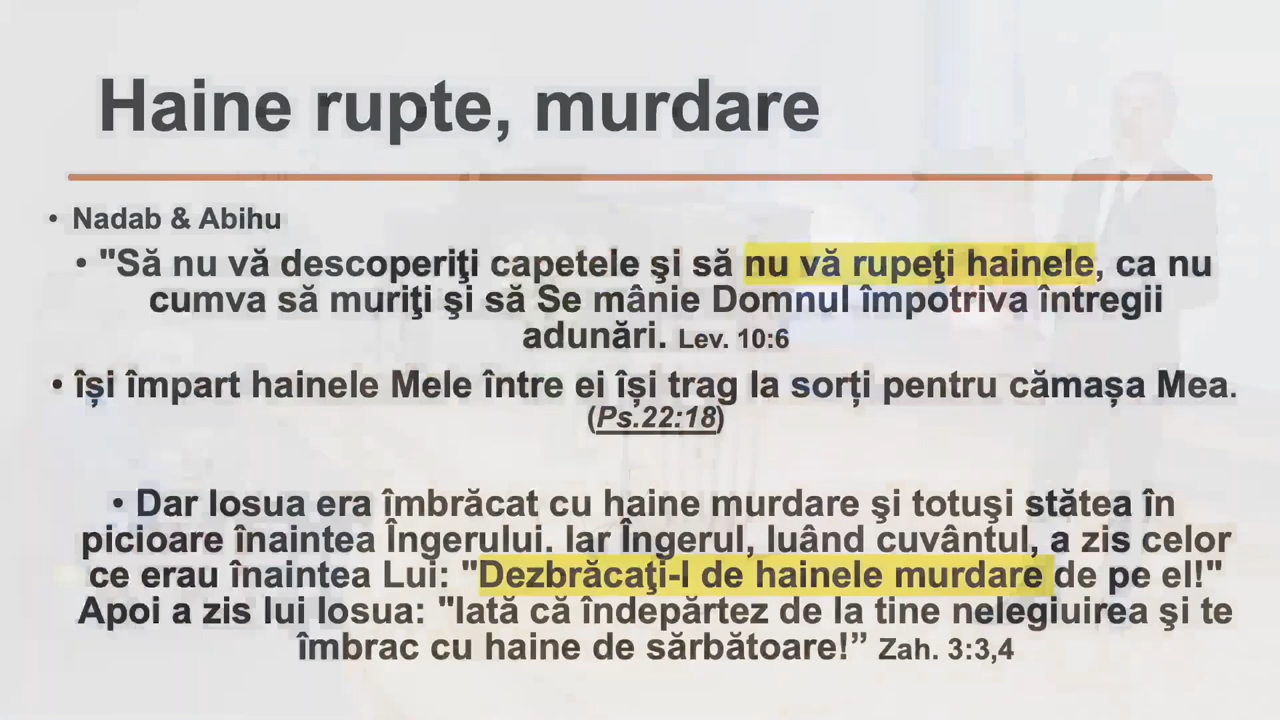 Haine rupte, murdare
• Nadab & Abihu
• "Să nu vă descoperiţi capetele şi să nu vă rupeţi hainele, ca nu
cumva să muriţi şi să Se mânie Domnul împotriva întregii
adunări. Lev. 10:6
• își împart hainele Mele între ei își trag la sorți pentru cămașa Mea.
(Ps.22:18)
• Dar Iosua era îmbrăcat cu haine murdare şi totuşi stătea în
picioare înaintea Îngerului. Iar Îngerul, luând cuvântul, a zis celor
ce erau înaintea Lui: "Dezbrăcaţi-l de hainele murdare de pe el!"
Apoi a zis lui Iosua: "Iată că îndepărtez de la tine nelegiuirea şi te
îmbrac cu haine de sărbătoare!” Zah. 3:3,4